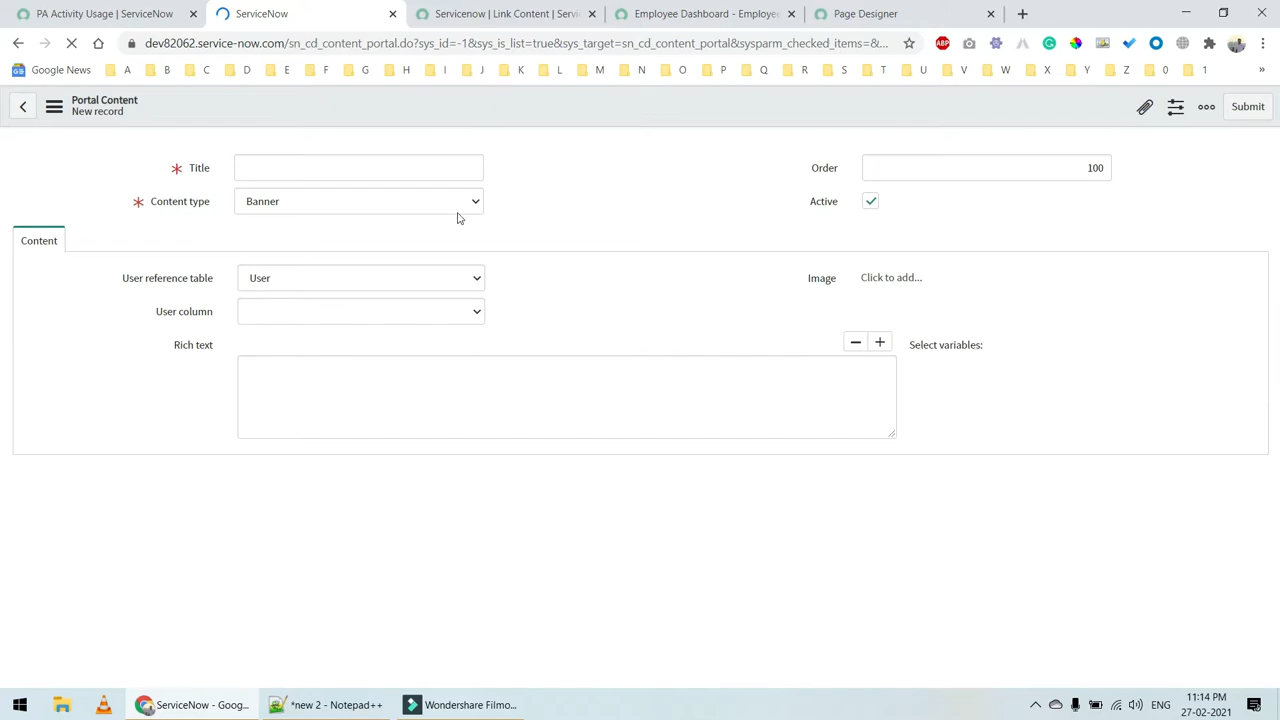 PA Activity Usage | ServiceNow
ServiceNow
Servicenow | Link Content | Servi
Employee Dashboard - Employee
Page Designer
dev82062.service-now.com/sn_cd_content_portal.do?sys_id=-1&sys_is_list=true&sys_target=sn_cd_content_portal&sysparm_checked_items=&...
ABP
Google News A B C D E F G H I J K L M N O P Q R S T U V W X Y Z 0 1 »
Portal Content
New record
Submit
Title
Order 100
Content type Banner
Active
Content
User reference table User
Image Click to add...
User column
Rich text
Select variables:
ServiceNow - Goog...
*new 2 - Notepad++
Wondershare Filmo...
ENG
11:14 PM
27-02-2021